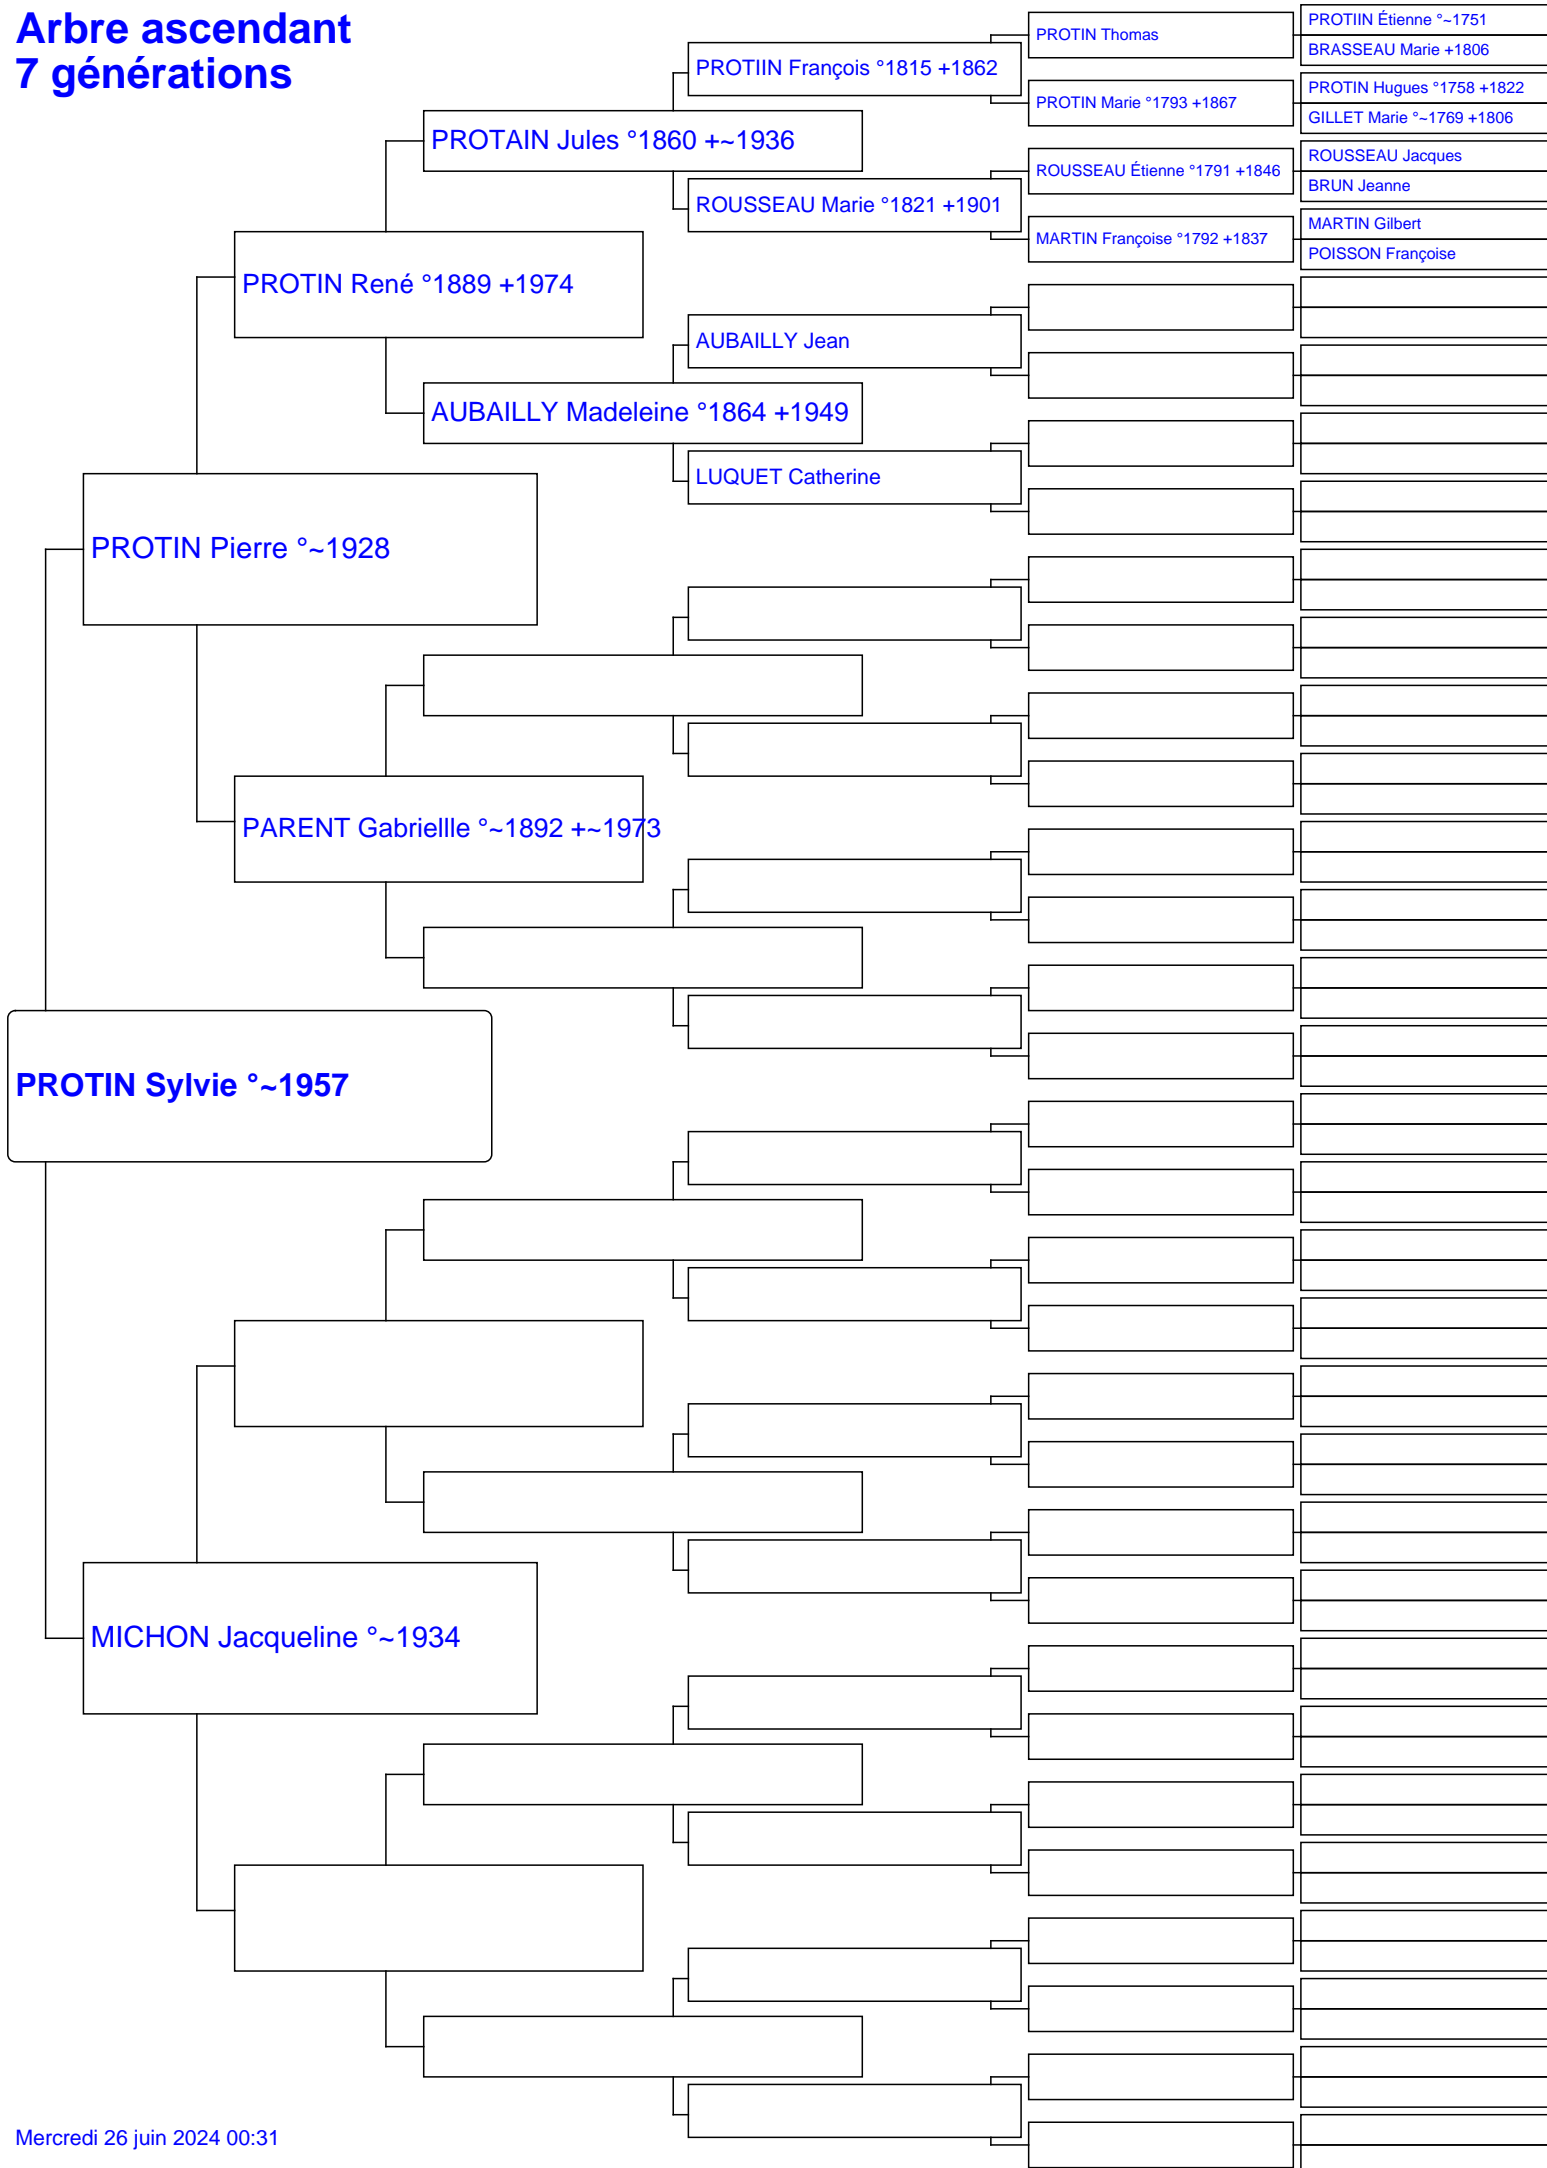 Arbre ascendant
7 générations
PROTIN Thomas
PROTIIN Étienne °~1751
BRASSEAU Marie +1806
PROTIIN François °1815 +1862
PROTIN Marie °1793 +1867
PROTIN Hugues °1758 +1822
GILLET Marie °~1769 +1806
PROTAIN Jules °1860 +~1936
ROUSSEAU Étienne °1791 +1846
ROUSSEAU Jacques
BRUN Jeanne
ROUSSEAU Marie °1821 +1901
MARTIN Françoise °1792 +1837
MARTIN Gilbert
POISSON Françoise
PROTIN René °1889 +1974
AUBAILLY Jean
AUBAILLY Madeleine °1864 +1949
LUQUET Catherine
PROTIN Pierre °~1928
PARENT Gabriellle °~1892 +~1973
PROTIN Sylvie °~1957
MICHON Jacqueline °~1934
Mercredi 26 juin 2024 00:31